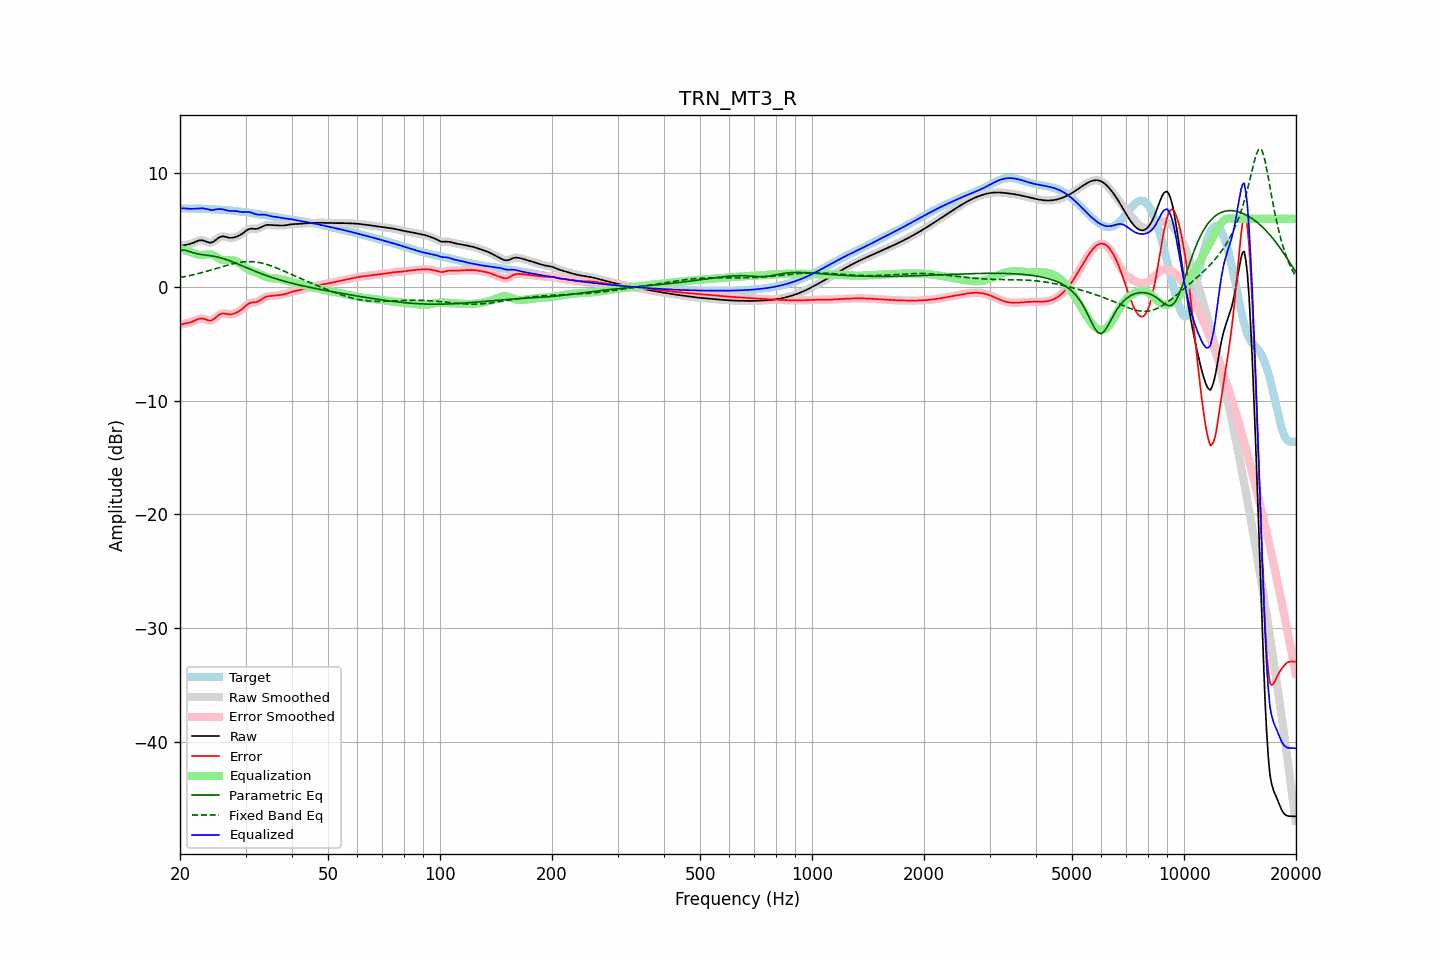 TRN_MT3_R
Amplitude (dBr)
10
0
−10
−20
−30
−40
Target
Raw Smoothed
Error Smoothed
Raw
Error
Equalization
Parametric Eq
Fixed Band Eq
Equalized
20 50 100 200 500 1000 2000 5000 10000 20000
Frequency (Hz)